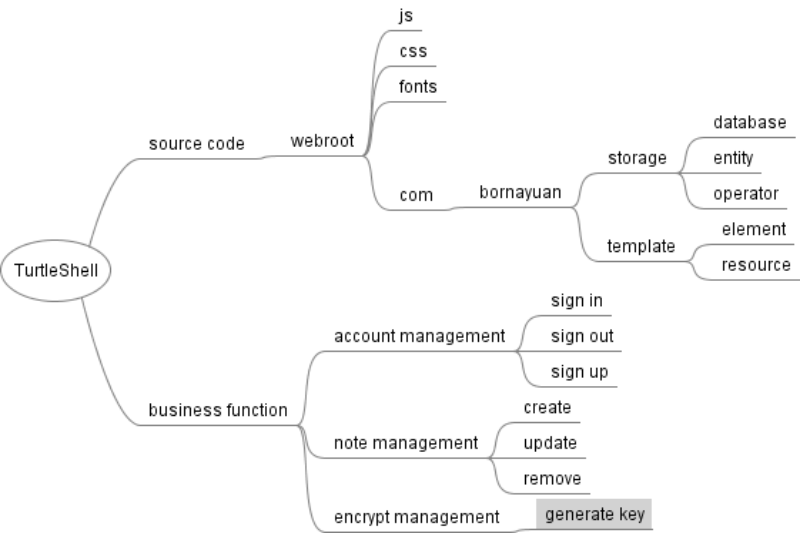 TurtleShell
source code
webroot
js
css
fonts
com
bornayuan
storage
database
entity
operator
template
element
resource
business function
account management
sign in
sign out
sign up
note management
create
update
remove
encrypt management
generate key